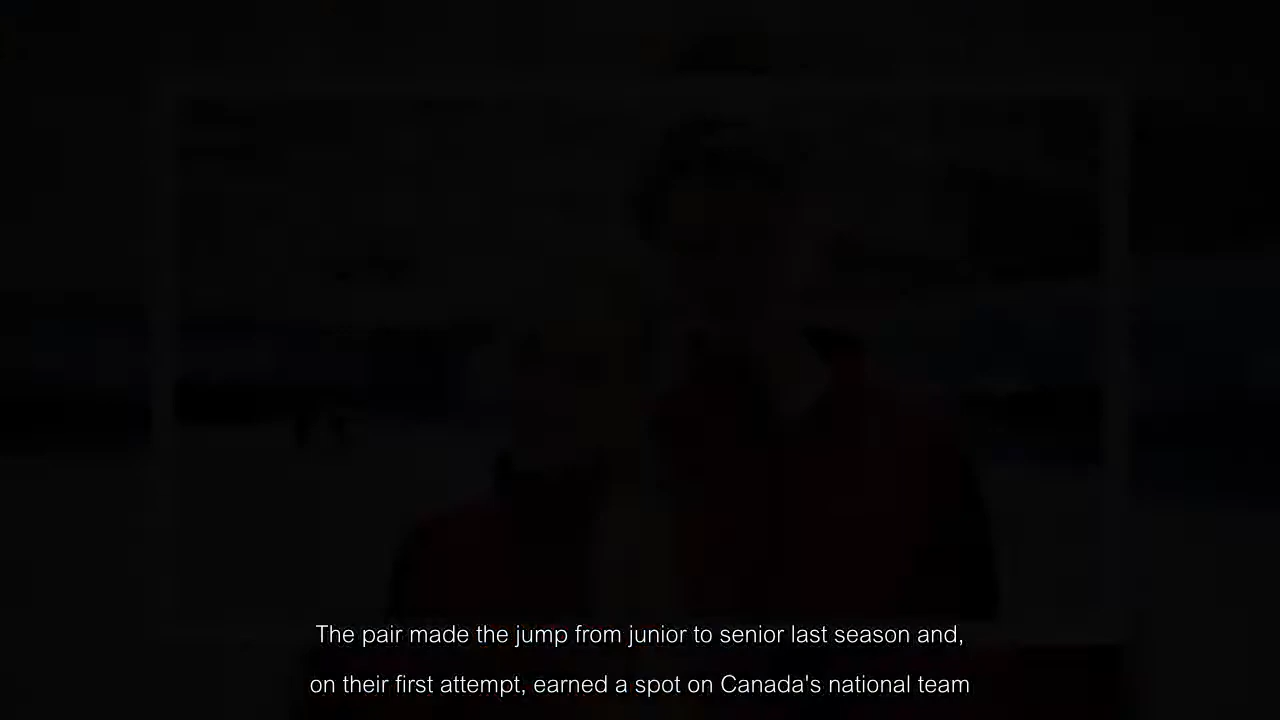 The pair made the jump from junior to senior last season and,
on their first attempt, earned a spot on Canada's national team